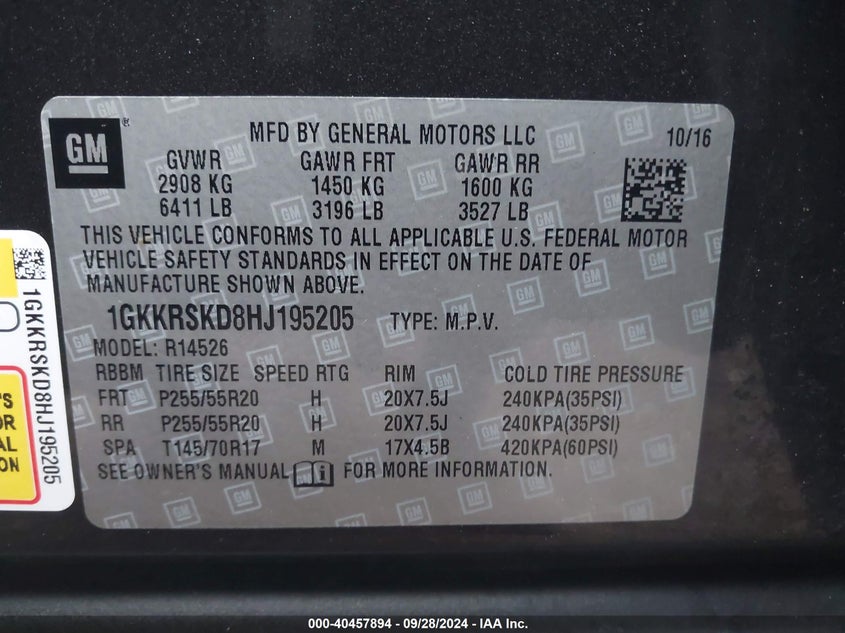 GM
®
MFD BY GENERAL MOTORS LLC
10/16
GVWR GAWR FRT GAWR RR
2908 KG 1450 KG 1600 KG
6411 LB 3196 LB 3527 LB
THIS VEHICLE CONFORMS TO ALL APPLICABLE U.S. FEDERAL MOTOR
VEHICLE SAFETY STANDARDS IN EFFECT ON THE DATE OF
MANUFACTURE SHOWN ABOVE.
1GKKRSKD8HJ195205 TYPE: M.P.V.
MODEL: R14526
RBBM TIRE SIZE SPEED RTG RIM COLD TIRE PRESSURE
FRT P255/55R20 H 20X7.5J 240KPA(35PSI)
RR P255/55R20 H 20X7.5J 240KPA(35PSI)
SPA T145/70R17 M 17X4.5B 420KPA(60PSI)
SEE OWNER'S MANUAL i FOR MORE INFORMATION.
1GKKRSKD8HJ195205
'S
OR
AL
ON
000-40457894 - 09/28/2024 - IAA Inc.